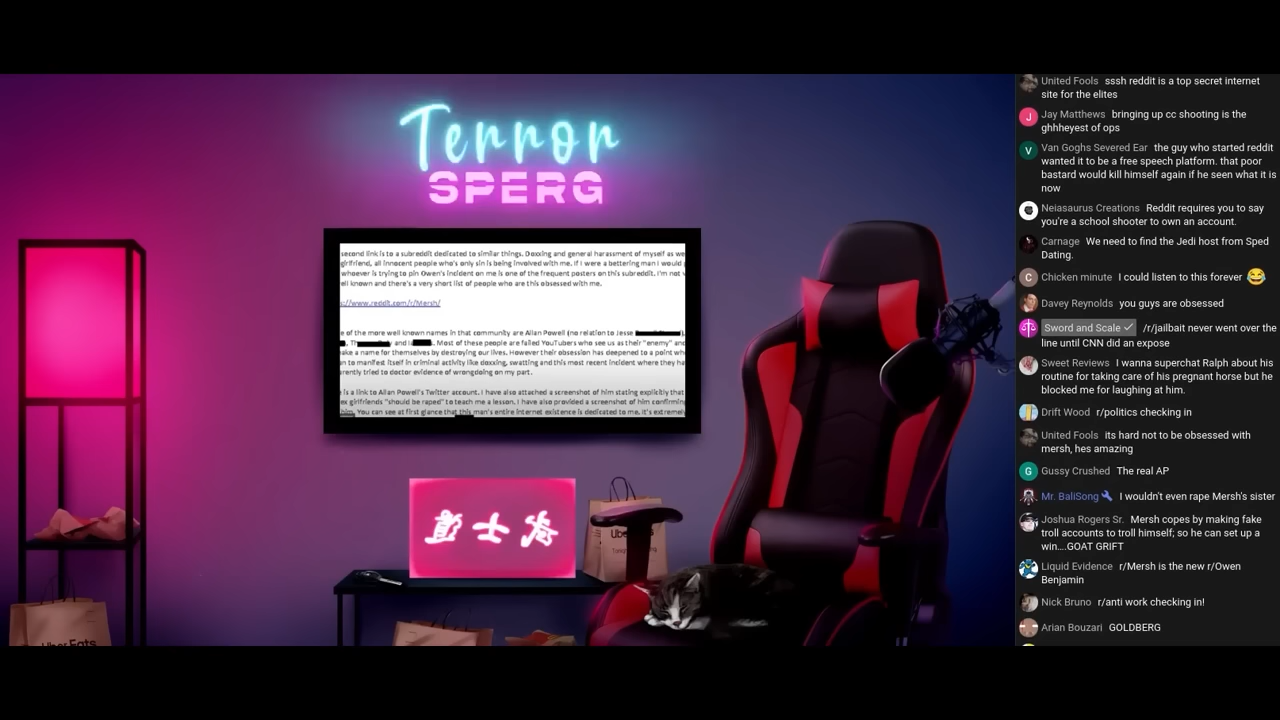 Terror
SPERG
second link is to a subreddit dedicated to similar things. Doxxing and general harassment of myself as we
girlfriend, all innocent people who's only sin is being involved with me. If I were a bettering man I would
whoever is trying to pin Owen's incident on me is one of the frequent posters on this subreddit. I'm not
ell known and there's a very short list of people who are this obsessed with me.
s://www.reddit.com/r/Mersh/
e of the more well known names in that community are Allan Powell (no relation to Jesse
Most of these people are failed YouTubers who see us as their "enemy" and
ake a name for themselves by destroying our lives. However their obsession has deepened to a point wh
n to manifest itself in criminal activity like doxxing, swatting and this most recent incident where they ha
rently tried to doctor evidence of wrongdoing on my part.
is a link to Allan Powell's Twitter account. I have also attached a screenshot of him stating explicitly that
ex girlfriends "should be raped" to teach me a lesson. I have also provided a screenshot of him confirming
him. You can see at first glance that this man's entire internet existence is dedicated to me. It's extremely
士
Uber
Uber Eats
United Fools sssh reddit is a top secret internet
site for the elites
J Jay Matthews bringing up cc shooting is the
ghhheyest of ops
V Van Goghs Severed Ear the guy who started reddit
wanted it to be a free speech platform. that poor
bastard would kill himself again if he seen what it is
now
Neiasaurus Creations Reddit requires you to say
you're a school shooter to own an account.
Carnage We need to find the Jedi host from Sped
Dating.
C Chicken minute I could listen to this forever 😂
Davey Reynolds you guys are obsessed
Sword and Scale ✓ /r/jailbait never went over the
line until CNN did an expose
Sweet Reviews I wanna superchat Ralph about his
routine for taking care of his pregnant horse but he
blocked me for laughing at him.
Drift Wood r/politics checking in
United Fools its hard not to be obsessed with
mersh, hes amazing
G Gussy Crushed The real AP
Mr. BaliSong I wouldn't even rape Mersh's sister
Joshua Rogers Sr. Mersh copes by making fake
troll accounts to troll himself; so he can set up a
win....GOAT GRIFT
Liquid Evidence r/Mersh is the new r/Owen
Benjamin
Nick Bruno r/anti work checking in!
Arian Bouzari GOLDBERG